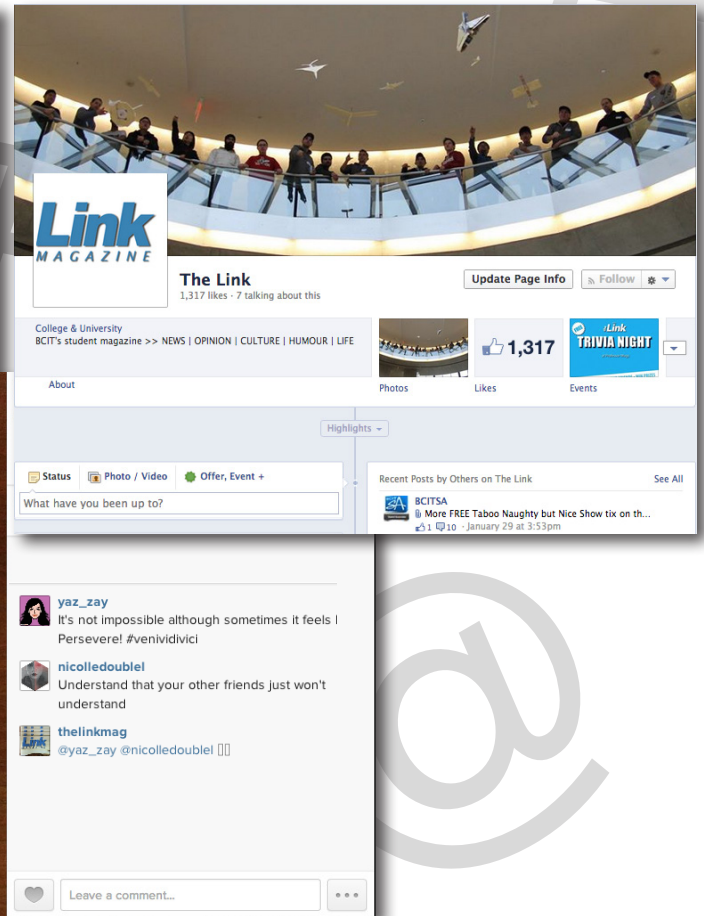 Link
MAGAZINE
The Link
1,317 likes · 7 talking about this
Update Page Info
Follow
College & University
BCIT's student magazine >> NEWS | OPINION | CULTURE | HUMOUR | LIFE
About
1,317
Link
TRIVIA NIGHT
Photos
Likes
Events
Highlights
Status
Photo / Video
Offer, Event +
What have you been up to?
Recent Posts by Others on The Link
See All
BCITSA
More FREE Taboo Naughty but Nice Show tix on th...
1 10 · January 29 at 3:53pm
yaz_zay
It's not impossible although sometimes it feels l
Persevere! #venividivici
nicolledoublel
Understand that your other friends just won't
understand
thelinkmag
@yaz_zay @nicolledoublel
Leave a comment...
@